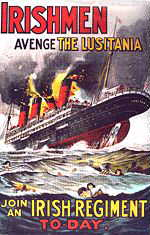 IRISHMEN
AVENGE THE LUSITANIA
JOIN
AN IRISH REGIMENT
TO-DAY